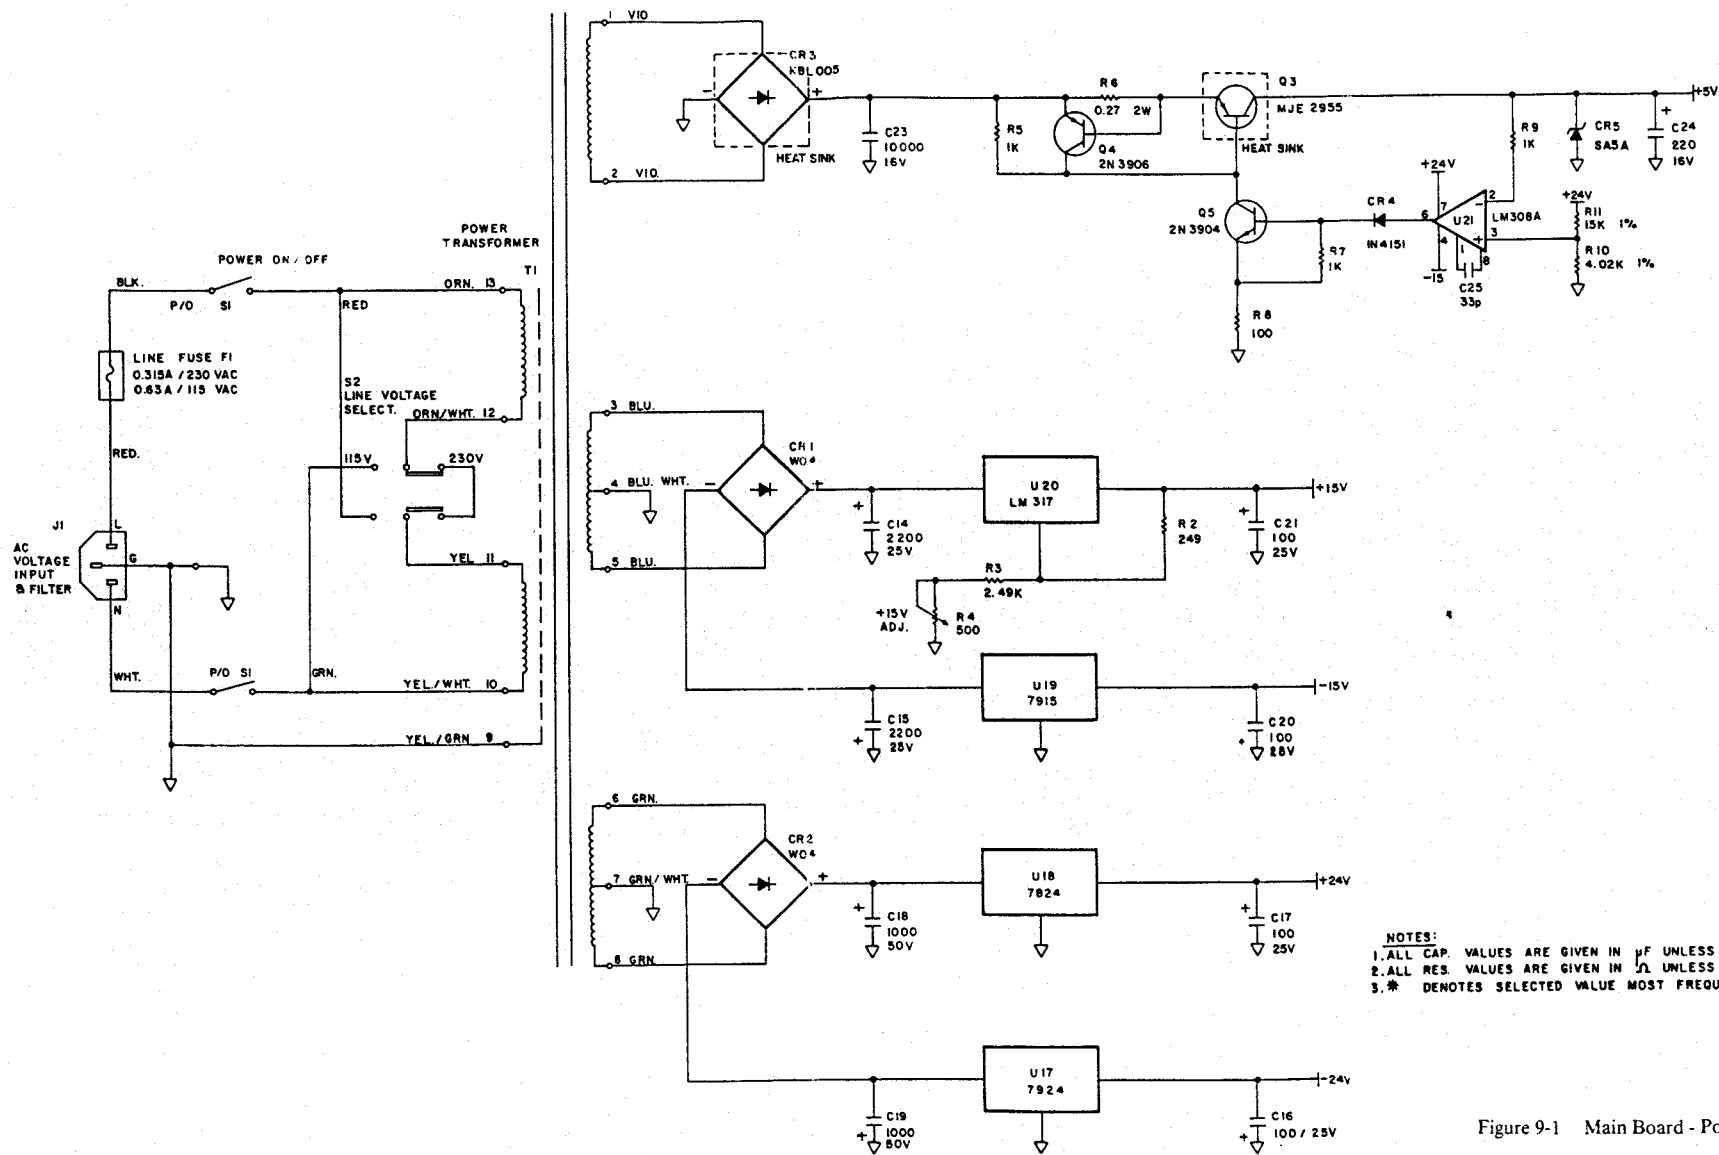 1 VIO
CR3
KBL005
-
+
HEAT SINK
2 VIO.
C23
10000
16V
R5
1K
R6
0.27 2W
Q4
2N3906
Q3
MJE 2955
HEAT SINK
+5V
R9
1K
CR5
SA5A
+
C24
220
16V
Q5
2N3904
CR4
IN4151
R7
1K
R8
100
+24V
7
6
U21
LM308A
2
-
3
+
4
1
8
-15
C25
33p
+24V
R11
15K 1%
R10
4.02K 1%
POWER
TRANSFORMER
T1
POWER ON / OFF
BLK.
P/O S1
RED
ORN. 13
LINE FUSE F1
0.315A / 230 VAC
0.63A / 115 VAC
S2
LINE VOLTAGE
SELECT.
ORN/WHT. 12
115V
230V
RED.
J1
L
G
N
AC
VOLTAGE
INPUT
& FILTER
YEL 11
WHT.
P/O S1
GRN.
YEL./WHT. 10
YEL./GRN 9
3 BLU.
CR1
W04
4 BLU. WHT.
-
+
5 BLU.
+
C14
2200
25V
U20
LM 317
R2
249
+
C21
100
25V
+15V
R3
2.49K
+15V
ADJ.
R4
500
U19
7915
-15V
C15
2200
+ 25V
C20
100
+ 25V
6 GRN.
CR2
W04
7 GRN/WHT.
-
+
8 GRN
+
C18
1000
50V
U18
7824
+24V
+
C17
100
25V
U17
7924
-24V
C19
1000
+ 50V
C16
+ 100 / 25V
NOTES:
1. ALL CAP. VALUES ARE GIVEN IN µF UNLESS
2. ALL RES. VALUES ARE GIVEN IN Ω UNLESS
3. * DENOTES SELECTED VALUE MOST FREQU
Figure 9-1 Main Board - Po